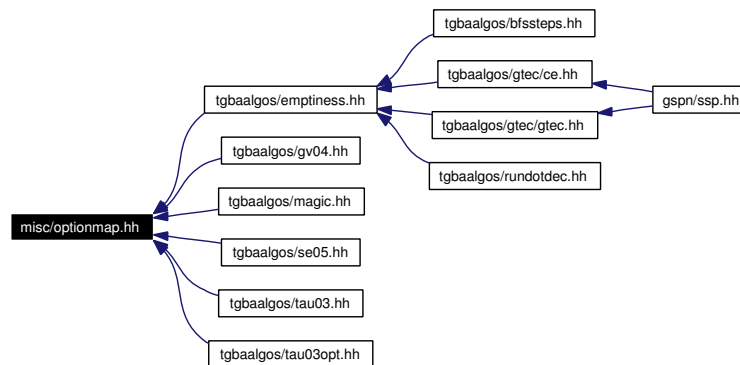 tgbaalgos/bfssteps.hh
tgbaalgos/gtec/ce.hh
tgbaalgos/emptiness.hh
gspn/ssp.hh
tgbaalgos/gtec/gtec.hh
tgbaalgos/gv04.hh
tgbaalgos/rundotdec.hh
tgbaalgos/magic.hh
misc/optionmap.hh
tgbaalgos/se05.hh
tgbaalgos/tau03.hh
tgbaalgos/tau03opt.hh